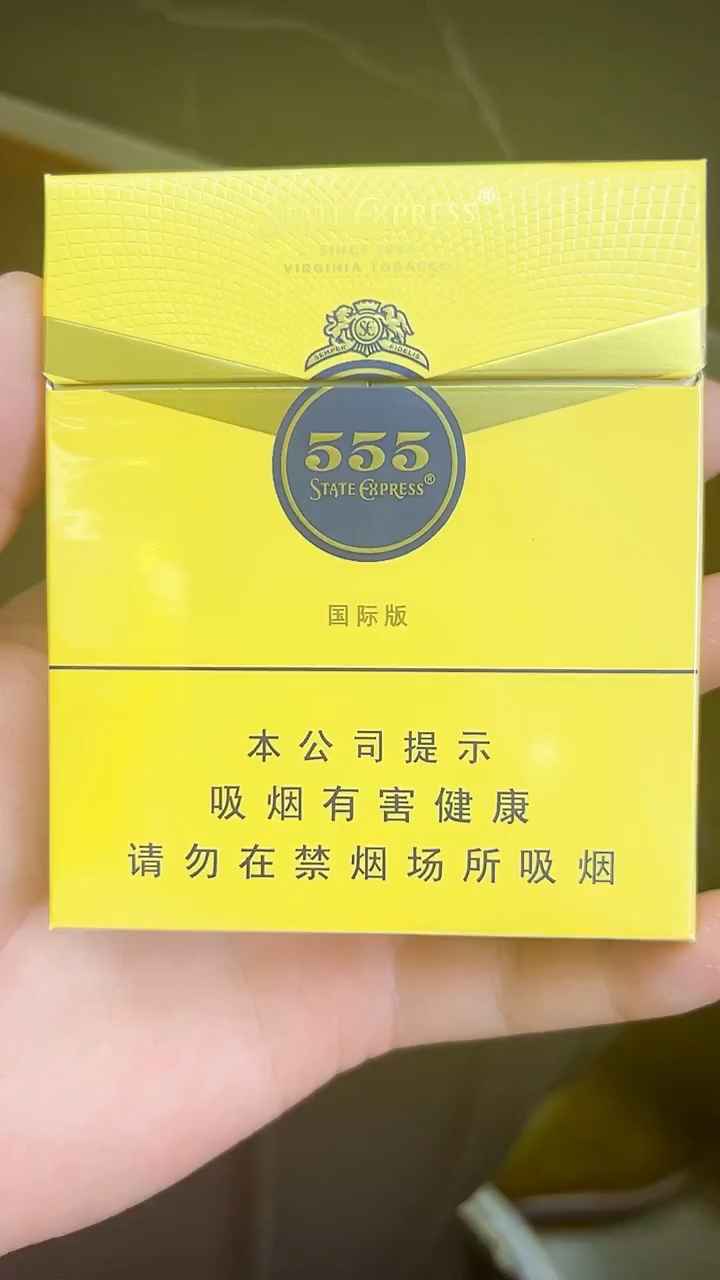 STATE EXPRESS®
VIRGINIA TOBACCO
SC
SEMPER FIDELIS
555
STATE EXPRESS®
国际版
本公司提示
吸烟有害健康
请勿在禁烟场所吸烟